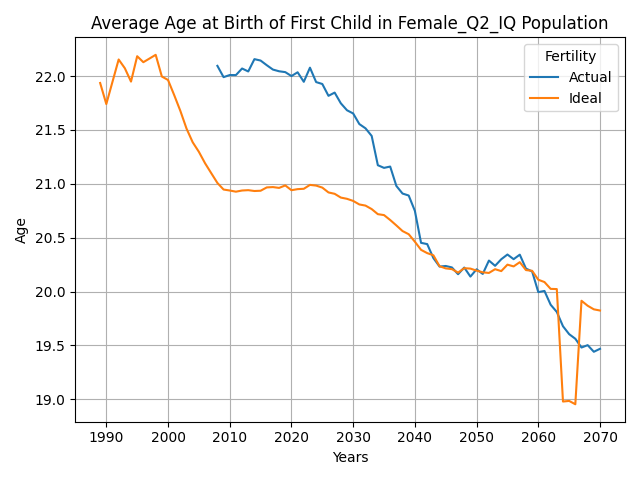 Average Age at Birth of First Child in Female_Q2_IQ Population
Fertility
Actual
Ideal
22.0
21.5
21.0
20.5
20.0
19.5
19.0
Age
1990 2000 2010 2020 2030 2040 2050 2060 2070
Years